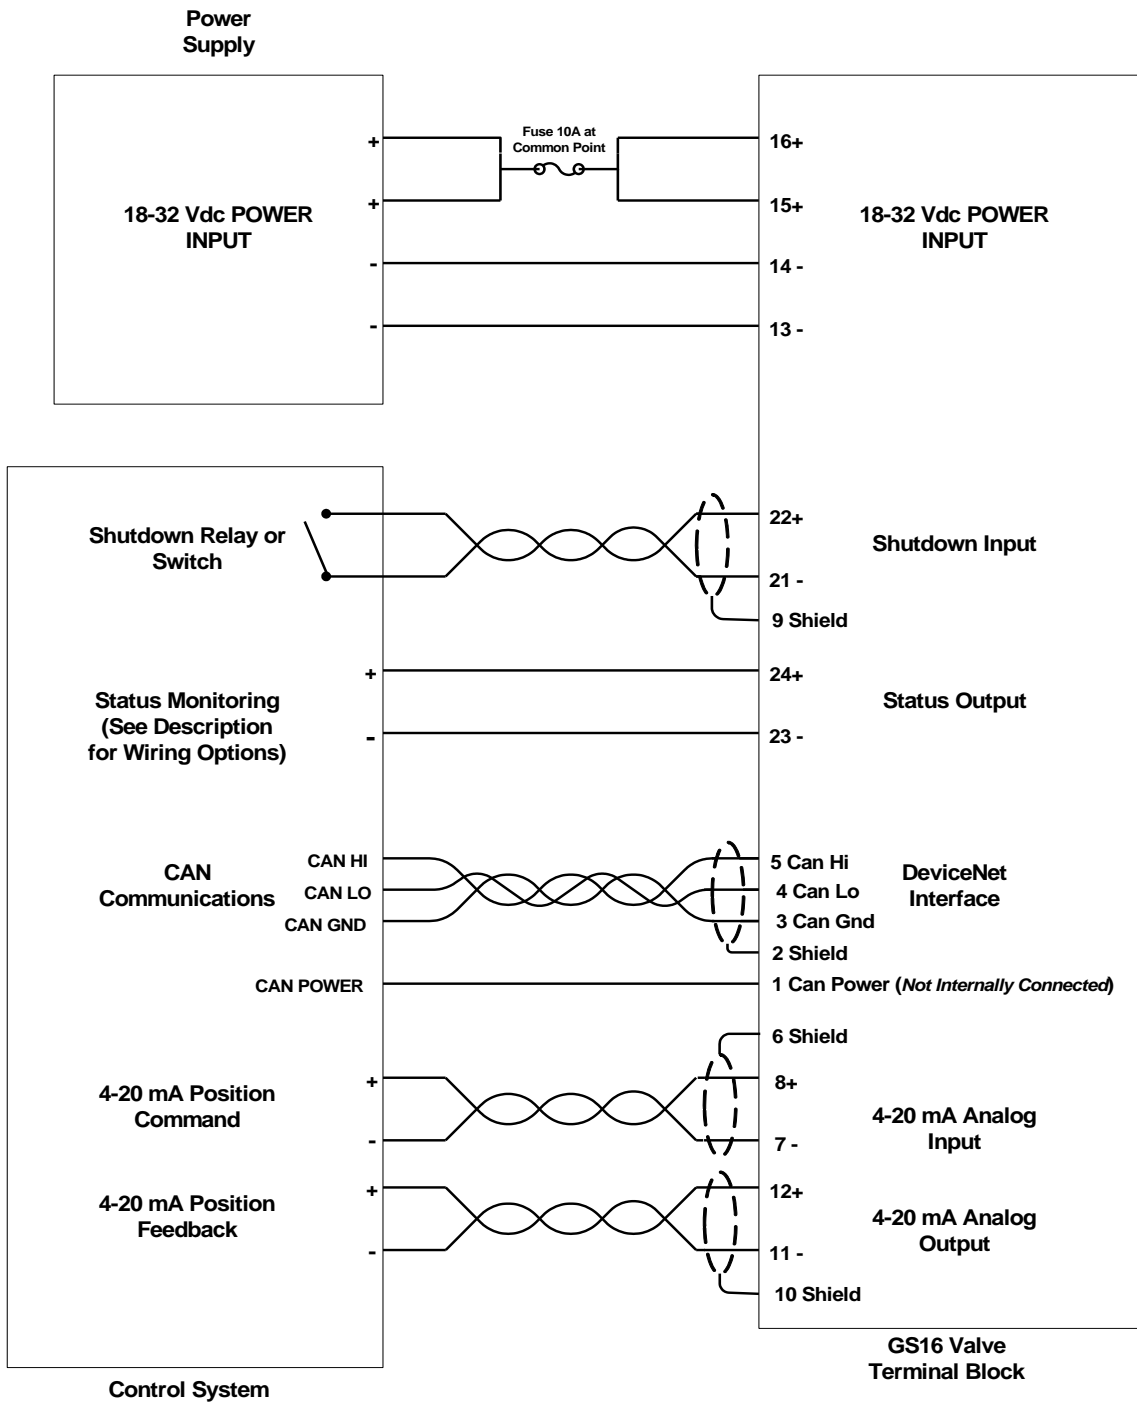 Power
Supply
18-32 Vdc POWER
INPUT
+
+
-
-
Fuse 10A at
Common Point
16+
15+
14 -
13 -
18-32 Vdc POWER
INPUT
Shutdown Relay or
Switch
22+
21 -
9 Shield
Shutdown Input
Status Monitoring
(See Description
for Wiring Options)
+
-
24+
23 -
Status Output
CAN
Communications
CAN HI
CAN LO
CAN GND
CAN POWER
5 Can Hi
4 Can Lo
3 Can Gnd
2 Shield
1 Can Power (Not Internally Connected)
DeviceNet
Interface
6 Shield
4-20 mA Position
Command
+
-
8+
7 -
4-20 mA Analog
Input
4-20 mA Position
Feedback
+
-
12+
11 -
10 Shield
4-20 mA Analog
Output
Control System
GS16 Valve
Terminal Block